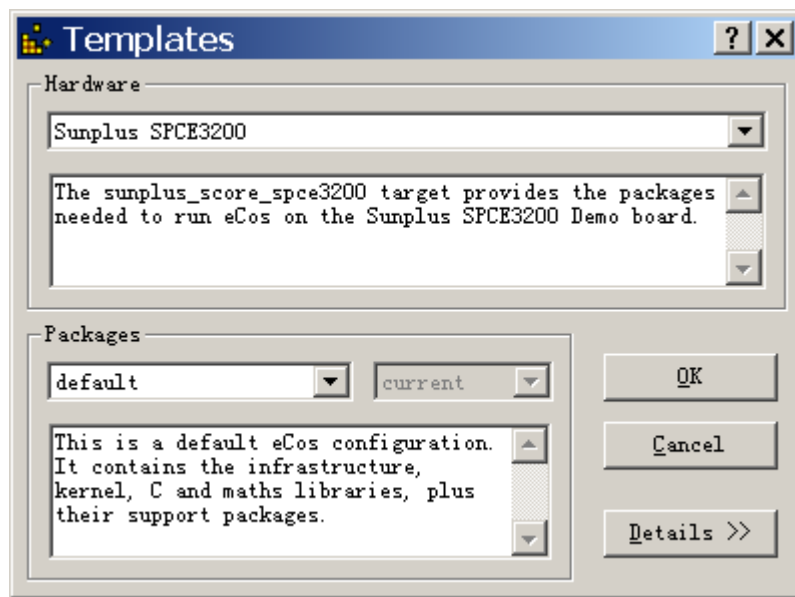 Templates
Hardware
Sunplus SPCE3200
The sunplus_score_spce3200 target provides the packages
needed to run eCos on the Sunplus SPCE3200 Demo board.
Packages
default
current
This is a default eCos configuration.
It contains the infrastructure,
kernel, C and maths libraries, plus
their support packages.
OK
Cancel
Details >>